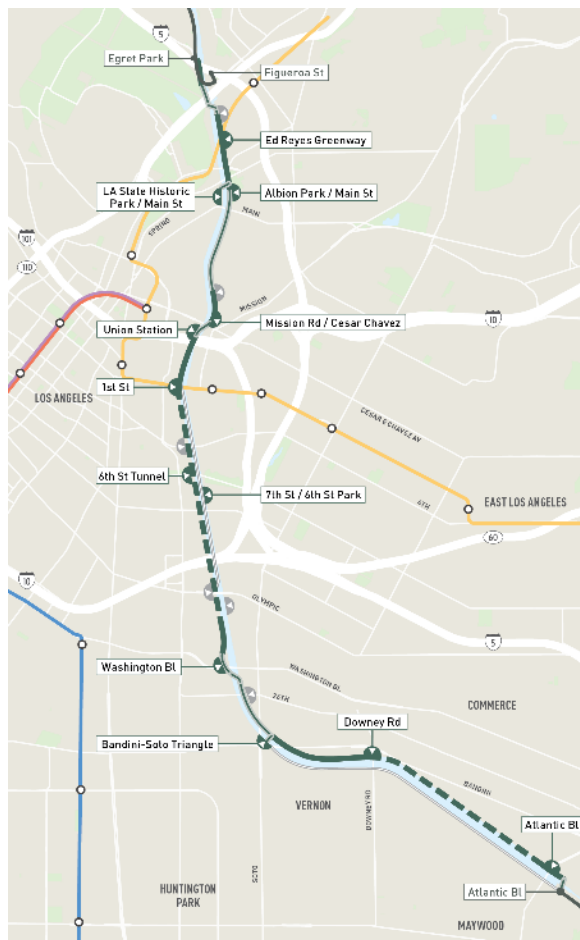 5
Egret Park
Figueroa St
Ed Reyes Greenway
LA State Historic
Park / Main St
Albion Park / Main St
MAIN
SPRING
101
110
MISSION
10
Union Station
Mission Rd / Cesar Chavez
1st St
LOS ANGELES
CESAR E CHAVEZ AV
6th St Tunnel
7th St / 6th St Park
6TH
EAST LOS ANGELES
60
10
OLYMPIC
5
Washington Bl
WASHINGTON BL
26TH
COMMERCE
Downey Rd
Bandini-Soto Triangle
BANDINI
VERNON
DOWNEY RD
Atlantic Bl
SOTO
HUNTINGTON
PARK
Atlantic Bl
MAYWOOD